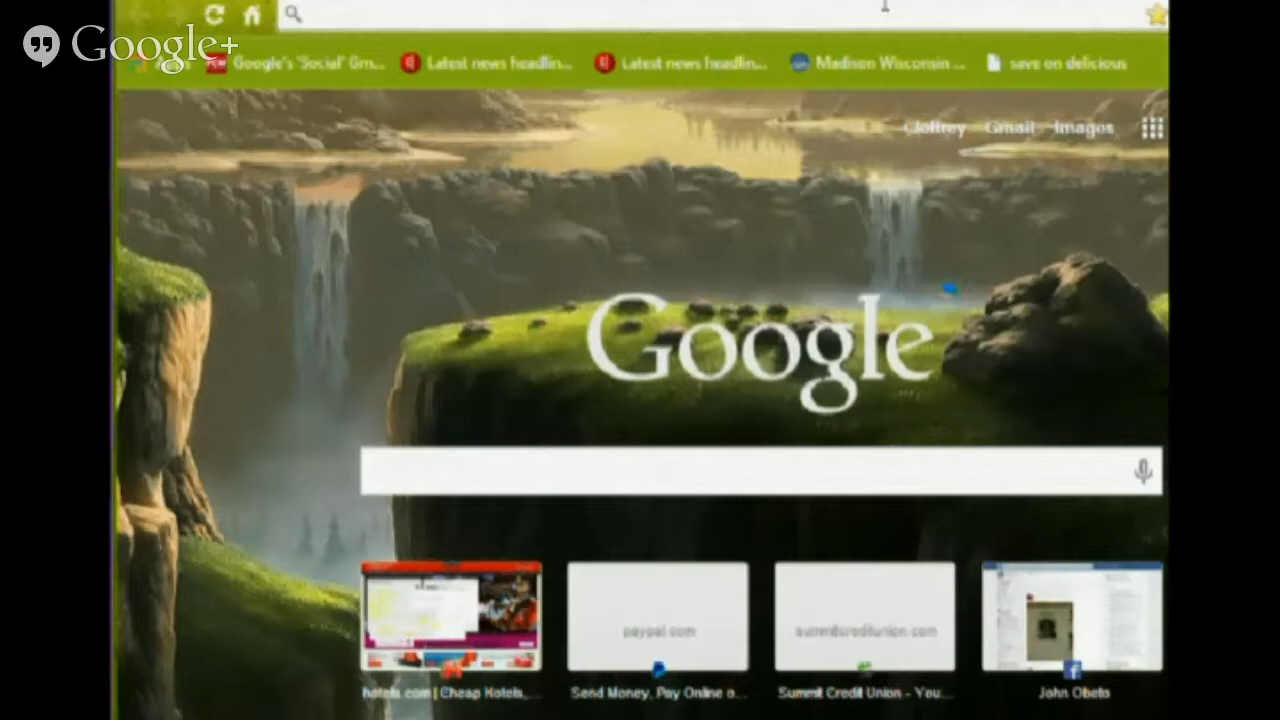 Google+
Google's "Social" Gm...
Latest news headlin...
Latest news headlin...
Madison Wisconsin ...
save on delicious
Gmail
Images
Google
paypal.com
summitcreditunion.com
hotels.com | Cheap Hotels,...
Send Money, Pay Online o...
Summit Credit Union - You...
John Obeto